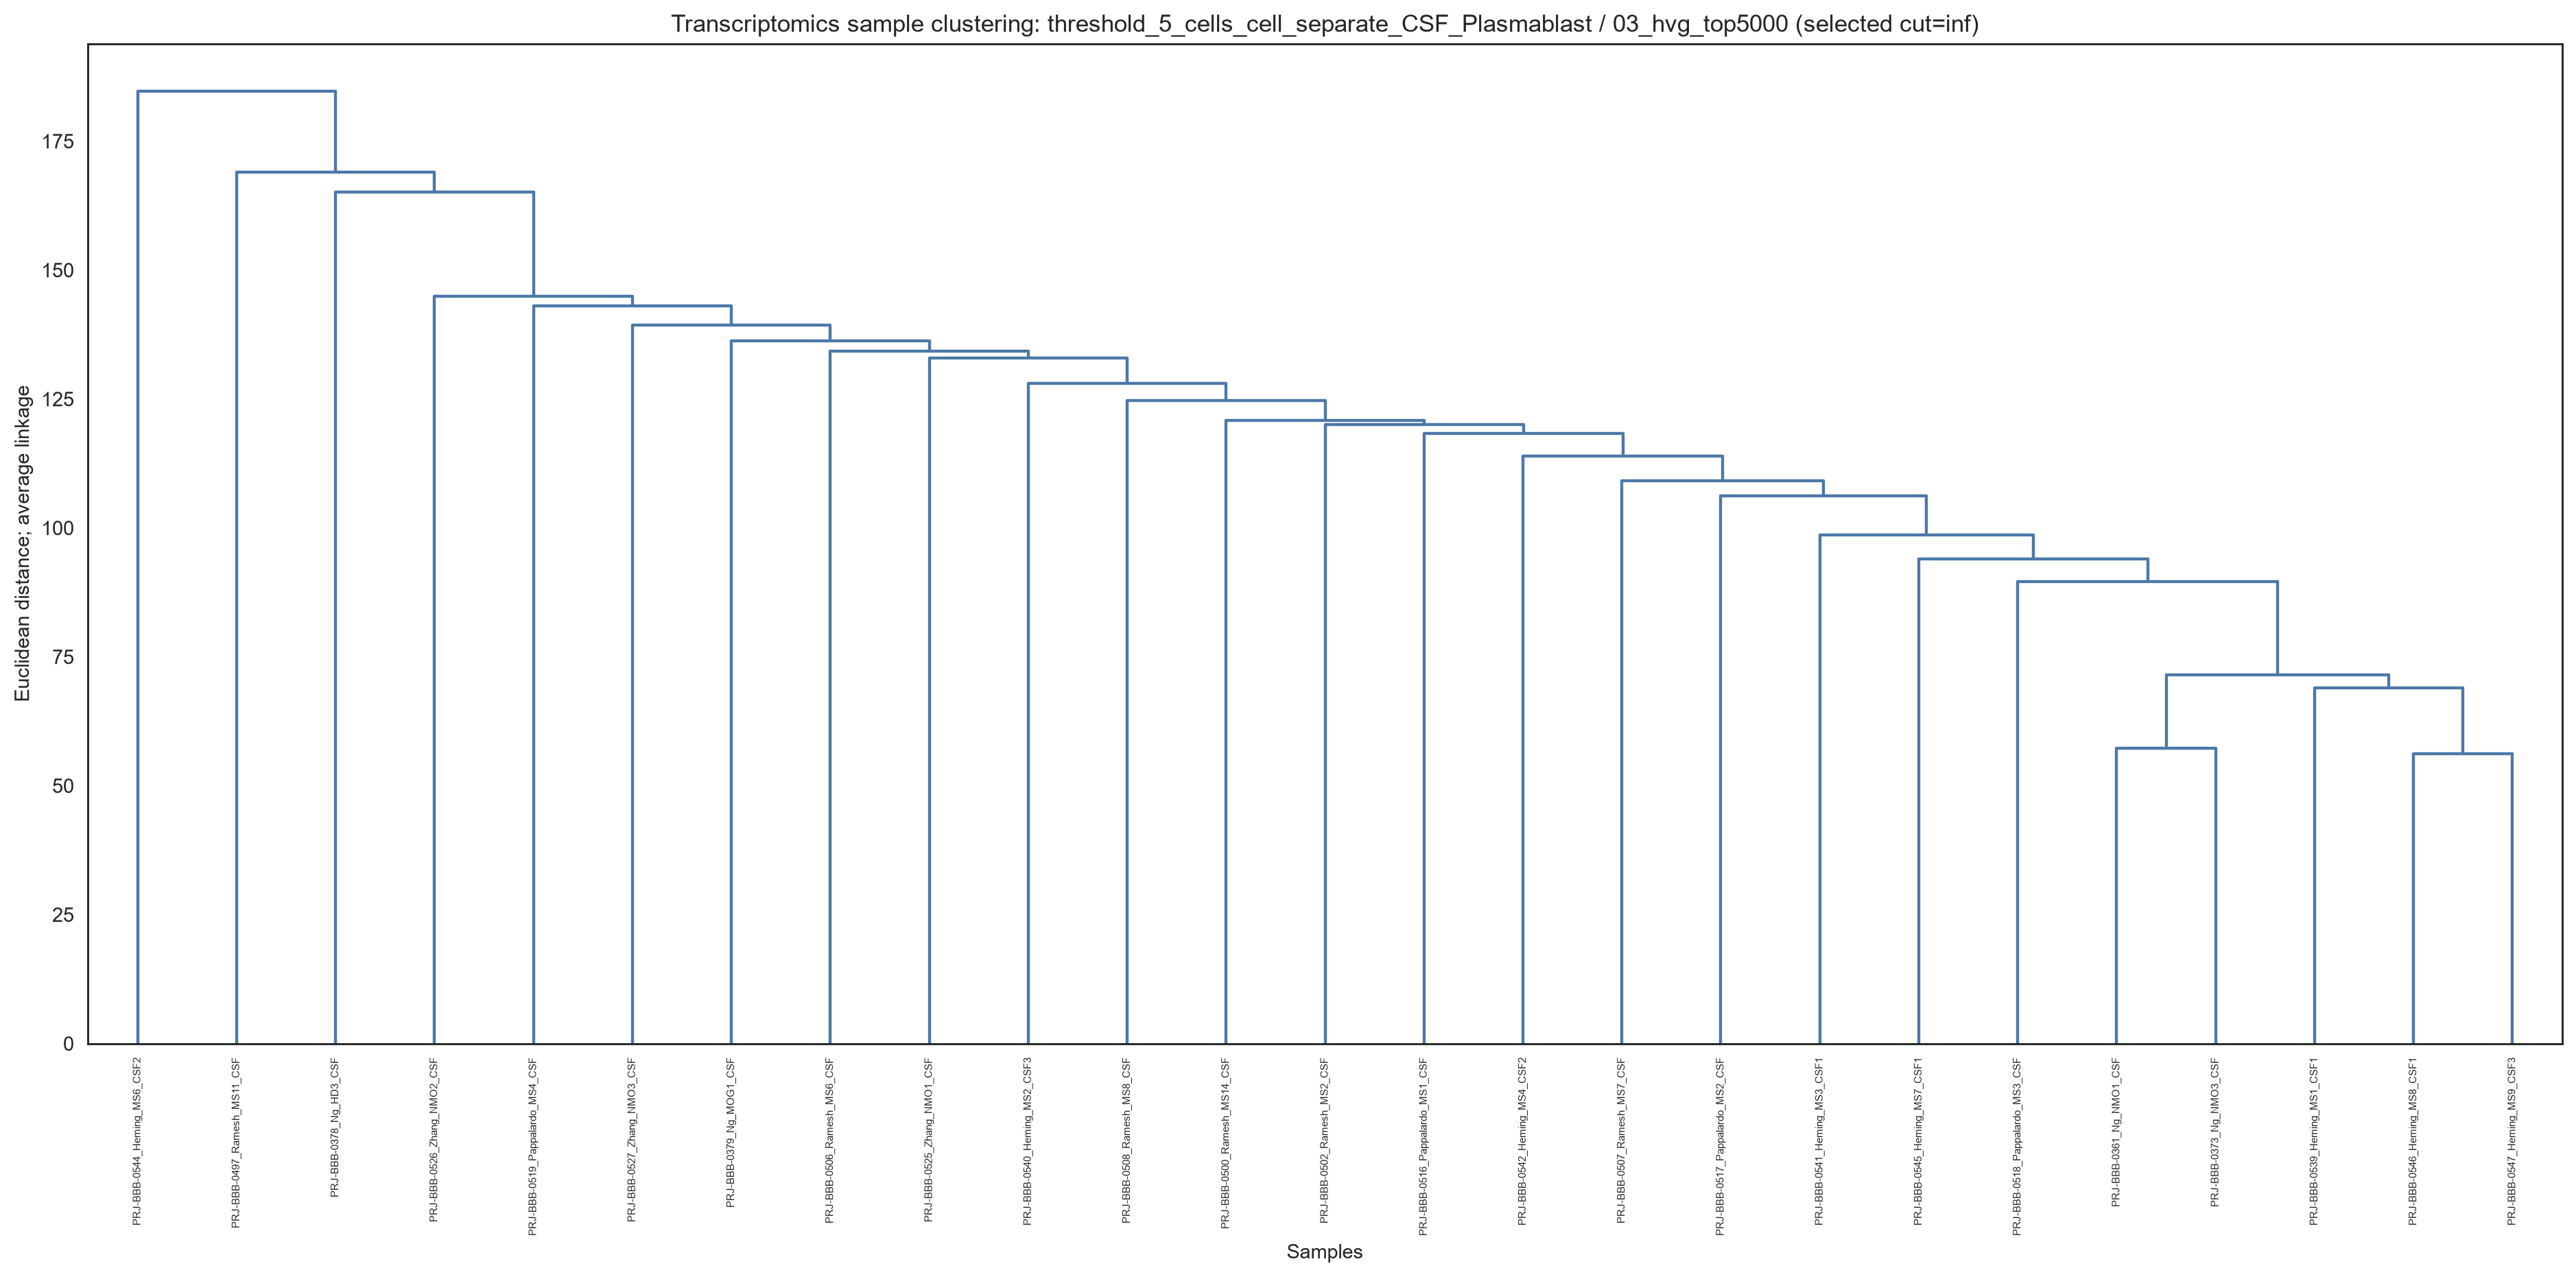 Transcriptomics sample clustering: threshold_5_cells_cell_separate_CSF_Plasmablast / 03_hvg_top5000 (selected cut=inf)
Euclidean distance; average linkage
175
150
125
100
75
50
25
0
PRJ-BBB-0544_Heming_MS6_CSF2
PRJ-BBB-0497_Ramesh_MS11_CSF
PRJ-BBB-0378_Ng_HD3_CSF
PRJ-BBB-0526_Zhang_NMO2_CSF
PRJ-BBB-0519_Pappalardo_MS4_CSF
PRJ-BBB-0527_Zhang_NMO3_CSF
PRJ-BBB-0379_Ng_MOG1_CSF
PRJ-BBB-0506_Ramesh_MS6_CSF
PRJ-BBB-0525_Zhang_NMO1_CSF
PRJ-BBB-0540_Heming_MS2_CSF3
PRJ-BBB-0508_Ramesh_MS8_CSF
PRJ-BBB-0500_Ramesh_MS14_CSF
PRJ-BBB-0502_Ramesh_MS2_CSF
PRJ-BBB-0516_Pappalardo_MS1_CSF
PRJ-BBB-0542_Heming_MS4_CSF2
PRJ-BBB-0507_Ramesh_MS7_CSF
PRJ-BBB-0517_Pappalardo_MS2_CSF
PRJ-BBB-0541_Heming_MS3_CSF1
PRJ-BBB-0545_Heming_MS7_CSF1
PRJ-BBB-0518_Pappalardo_MS3_CSF
PRJ-BBB-0361_Ng_NMO1_CSF
PRJ-BBB-0373_Ng_NMO3_CSF
PRJ-BBB-0539_Heming_MS1_CSF1
PRJ-BBB-0546_Heming_MS8_CSF1
PRJ-BBB-0547_Heming_MS9_CSF3
Samples